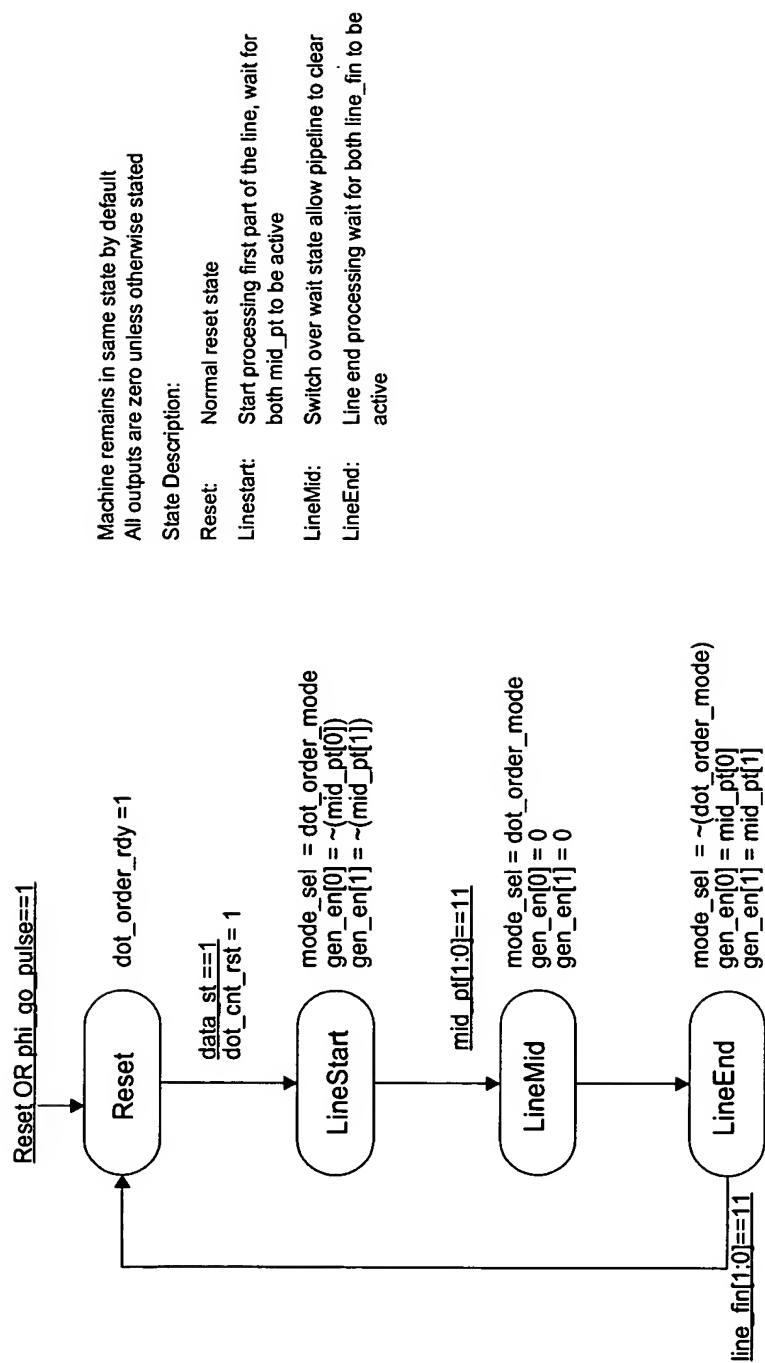 Reset OR phi_go_pulse==1
Reset
dot_order_rdy =1
data_st ==1
dot_cnt_rst = 1
LineStart
mode_sel = dot_order_mode
gen_en[0] = ~(mid_pt[0])
gen_en[1] = ~(mid_pt[1])
mid_pt[1:0]==11
LineMid
mode_sel = dot_order_mode
gen_en[0] = 0
gen_en[1] = 0
LineEnd
mode_sel = ~(dot_order_mode)
gen_en[0] = mid_pt[0]
gen_en[1] = mid_pt[1]
line_fin[1:0]==11
Machine remains in same state by default
All outputs are zero unless otherwise stated
State Description:
Reset: Normal reset state
Linestart: Start processing first part of the line, wait for
both mid_pt to be active
LineMid: Switch over wait state allow pipeline to clear
LineEnd: Line end processing wait for both line_fin to be
active